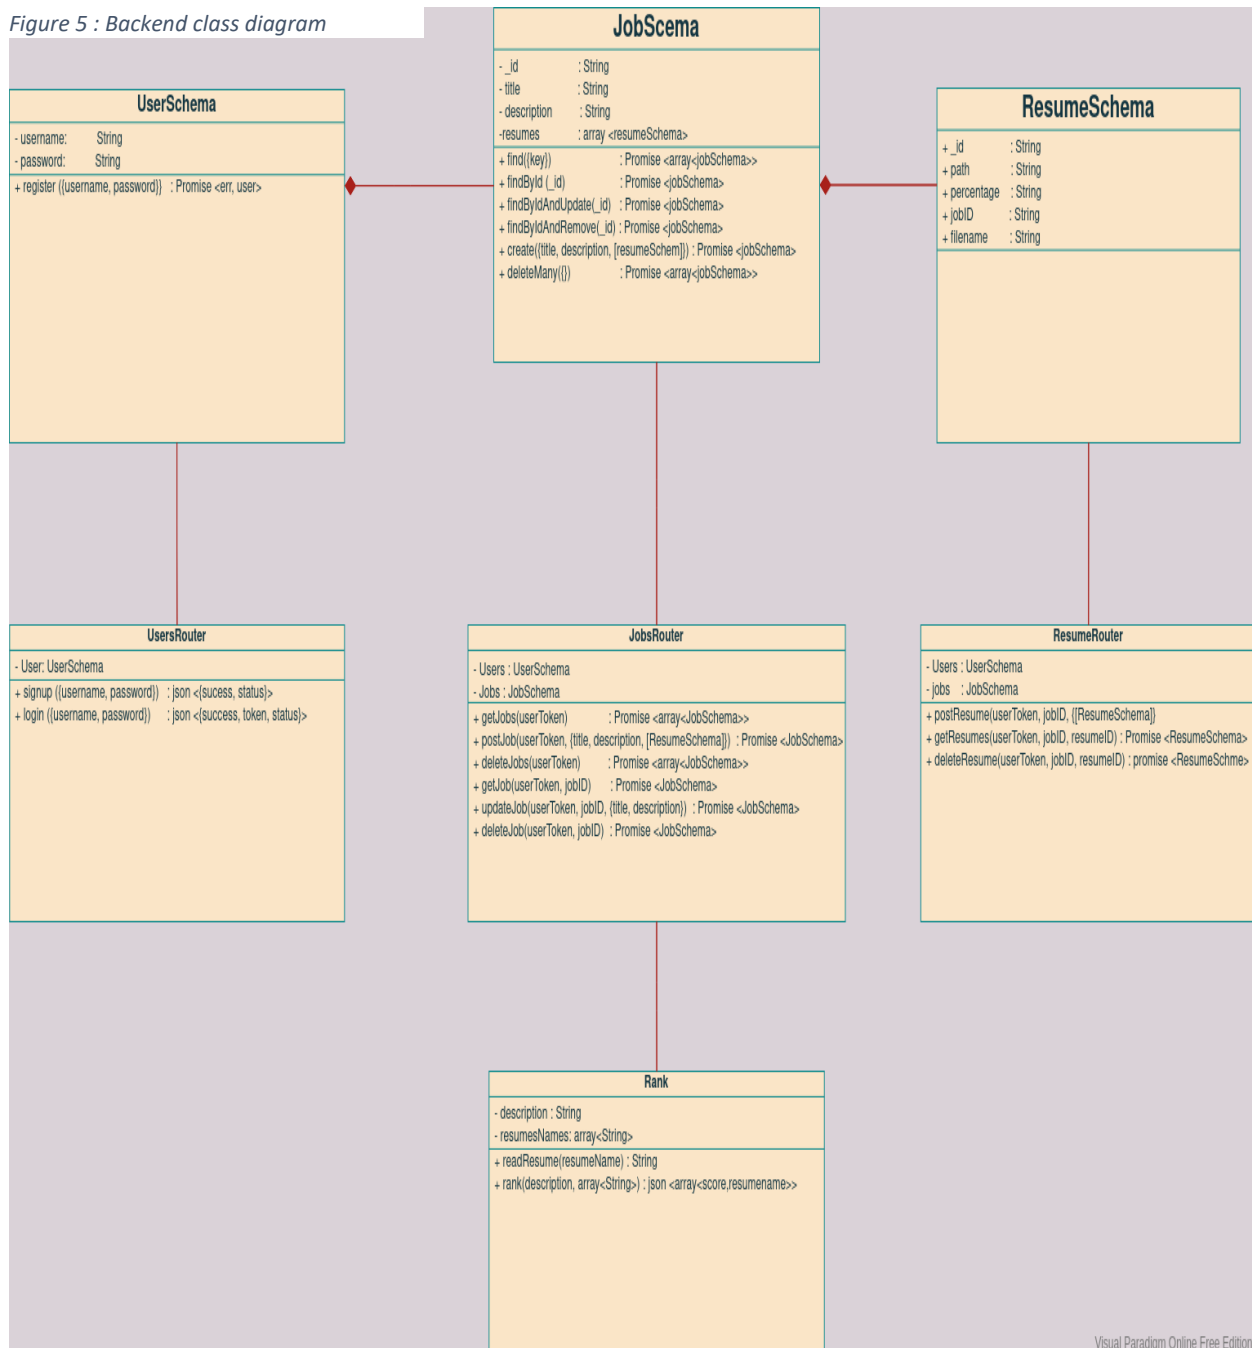 Figure 5 : Backend class diagram
JobScema
- _id : String
- title : String
- description : String
-resumes : array <resumeSchema>
+ find({key}) : Promise <array<jobSchema>>
+ findById (_id) : Promise <jobSchema>
+ findByIdAndUpdate(_id) : Promise <jobSchema>
+ findByIdAndRemove(_id) : Promise <jobSchema>
+ create({title, description, [resumeSchem]}) : Promise <jobSchema>
+ deleteMany({}) : Promise <array<jobSchema>>
UserSchema
- username: String
- password: String
+ register ({username, password}} : Promise <err, user>
ResumeSchema
+ _id : String
+ path : String
+ percentage : String
+ jobID : String
+ filename : String
UsersRouter
- User: UserSchema
+ signup ({username, password}) : json <{sucess, status}>
+ login ({username, password}) : json <{success, token, status}>
JobsRouter
- Users : UserSchema
- Jobs : JobSchema
+ getJobs(userToken) : Promise <array<JobSchema>>
+ postJob(userToken, {title, description, [ResumeSchema]}) : Promise <JobSchema>
+ deleteJobs(userToken) : Promise <array<JobSchema>>
+ getJob(userToken, jobID) : Promise <JobSchema>
+ updateJob(userToken, jobID, {title, description}) : Promise <JobSchema>
+ deleteJob(userToken, jobID) : Promise <JobSchema>
ResumeRouter
- Users : UserSchema
- jobs : JobSchema
+ postResume(userToken, jobID, {[ResumeSchema]}
+ getResumes(userToken, jobID, resumeID) : Promise <ResumeSchema>
+ deleteResume(userToken, jobID, resumeID) : promise <ResumeSchme>
Rank
- description : String
- resumesNames: array<String>
+ readResume(resumeName) : String
+ rank(description, array<String>) : json <array<score,resumename>>
Visual Paradigm Online Free Edition